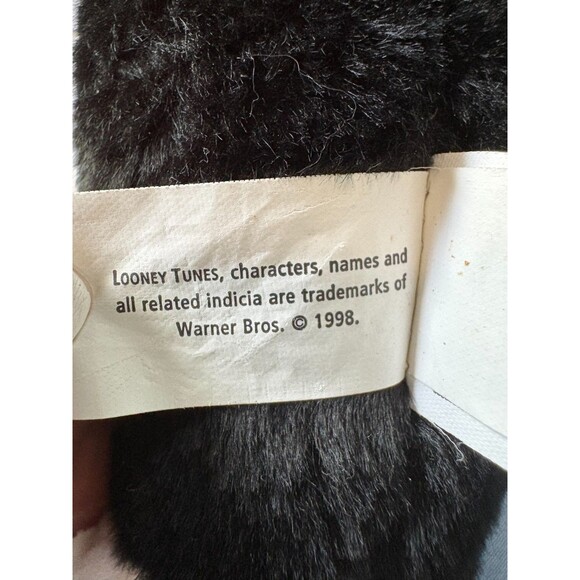 LOONEY TUNES, characters, names and
all related indicia are trademarks of
Warner Bros. © 1998.